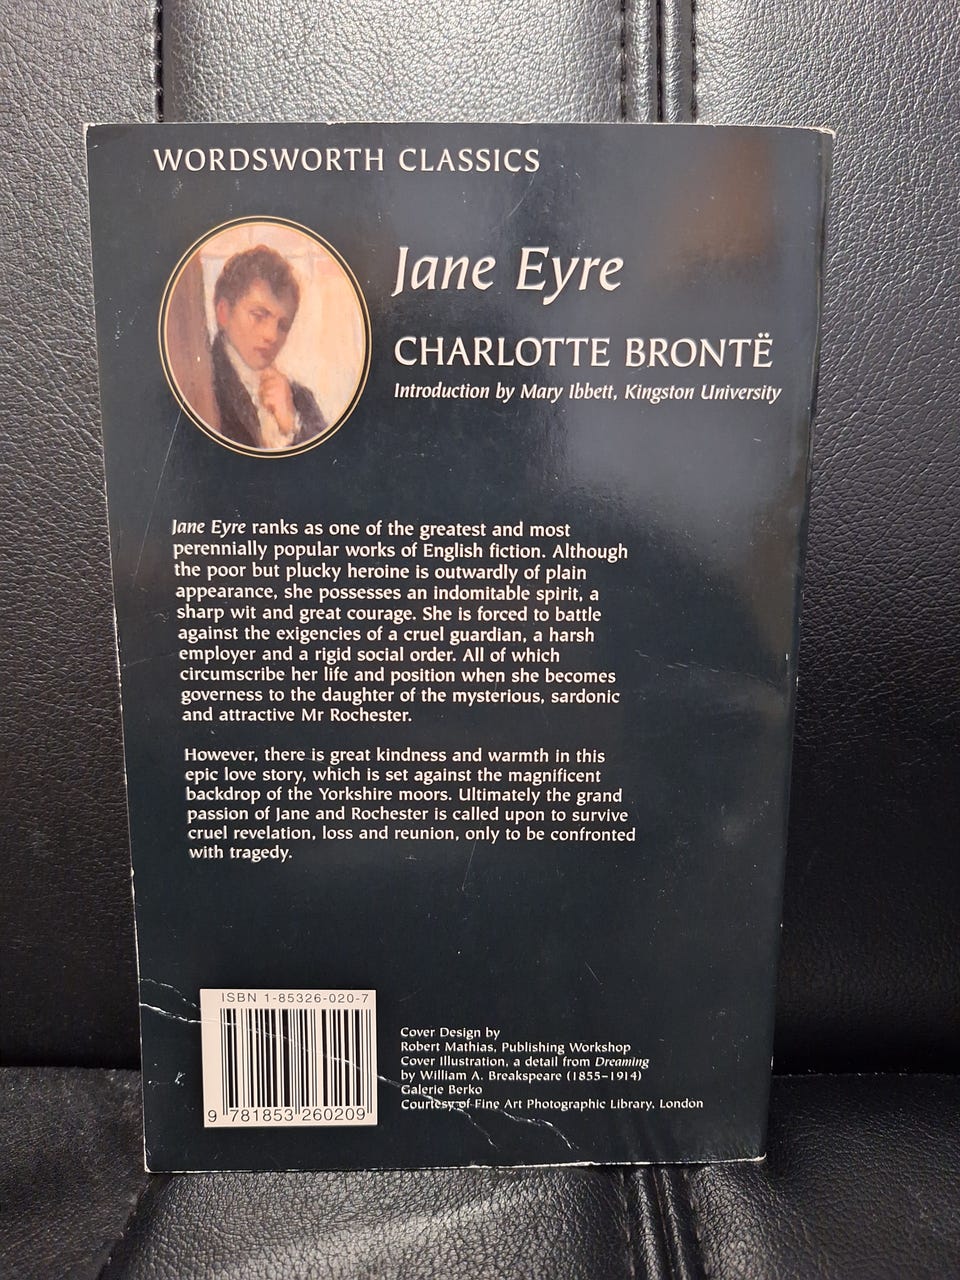 WORDSWORTH CLASSICS
Jane Eyre
CHARLOTTE BRONTË
Introduction by Mary Ibbett, Kingston University
Jane Eyre ranks as one of the greatest and most
perennially popular works of English fiction. Although
the poor but plucky heroine is outwardly of plain
appearance, she possesses an indomitable spirit, a
sharp wit and great courage. She is forced to battle
against the exigencies of a cruel guardian, a harsh
employer and a rigid social order. All of which
circumscribe her life and position when she becomes
governess to the daughter of the mysterious, sardonic
and attractive Mr Rochester.
However, there is great kindness and warmth in this
epic love story, which is set against the magnificent
backdrop of the Yorkshire moors. Ultimately the grand
passion of Jane and Rochester is called upon to survive
cruel revelation, loss and reunion, only to be confronted
with tragedy.
ISBN 1-85326-020-7
9 781853 260209
Cover Design by
Robert Mathias, Publishing Workshop
Cover Illustration, a detail from Dreaming
by William A. Breakspeare (1855–1914)
Galerie Berko
Courtesy of Fine Art Photographic Library, London